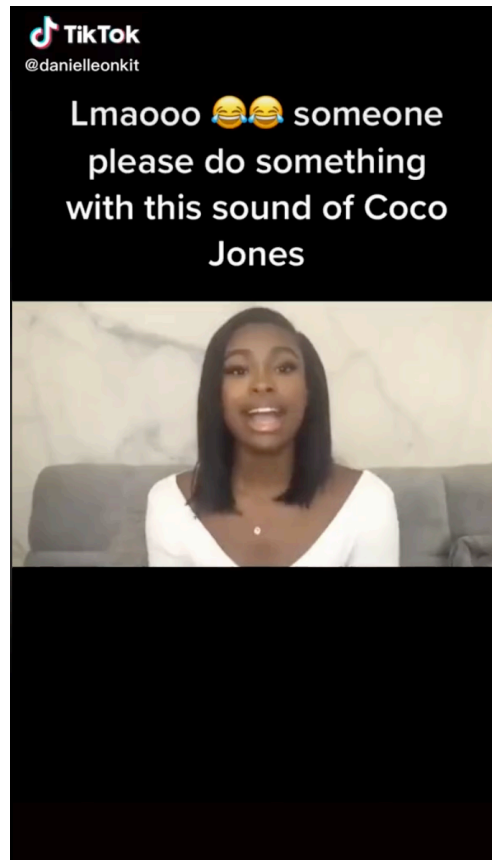 TikTok
@danielleonkit
Lmaooo 😂😂 someone
please do something
with this sound of Coco
Jones